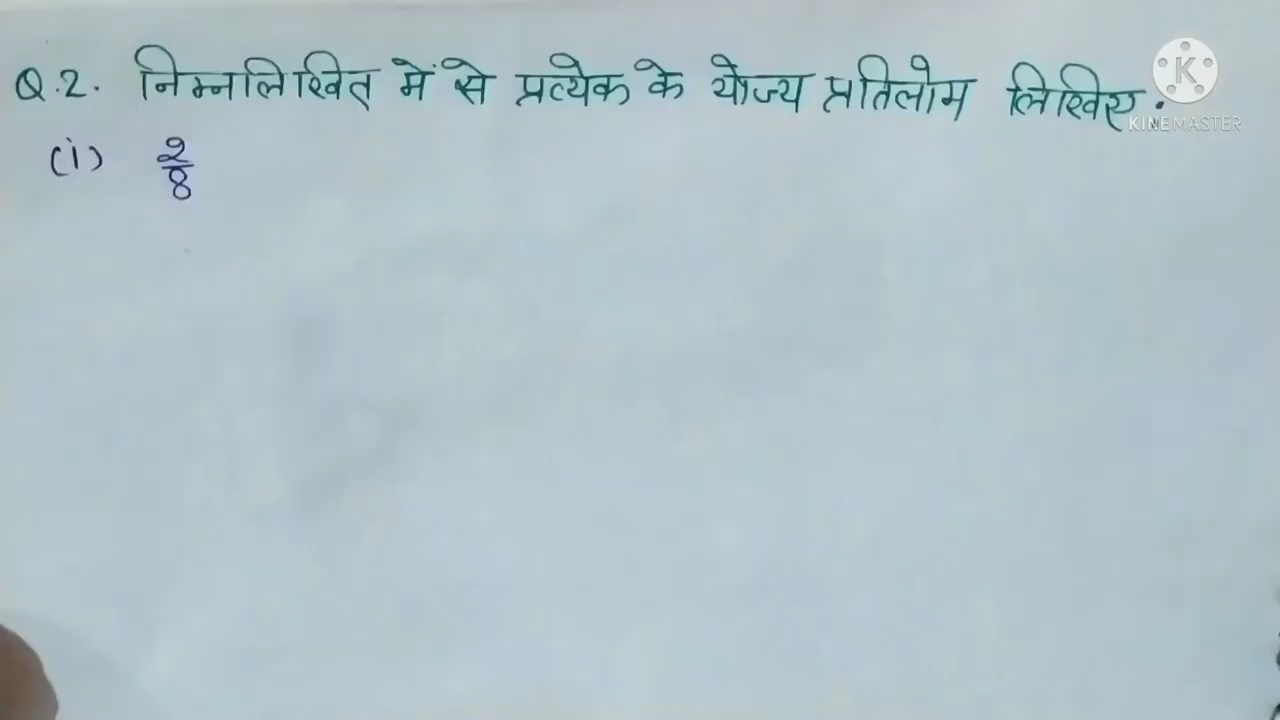 Q.2. निम्नलिखित में से प्रत्येक के योज्य प्रतिलोम लिखिए.
(i) 2/8
K
KINEMASTER